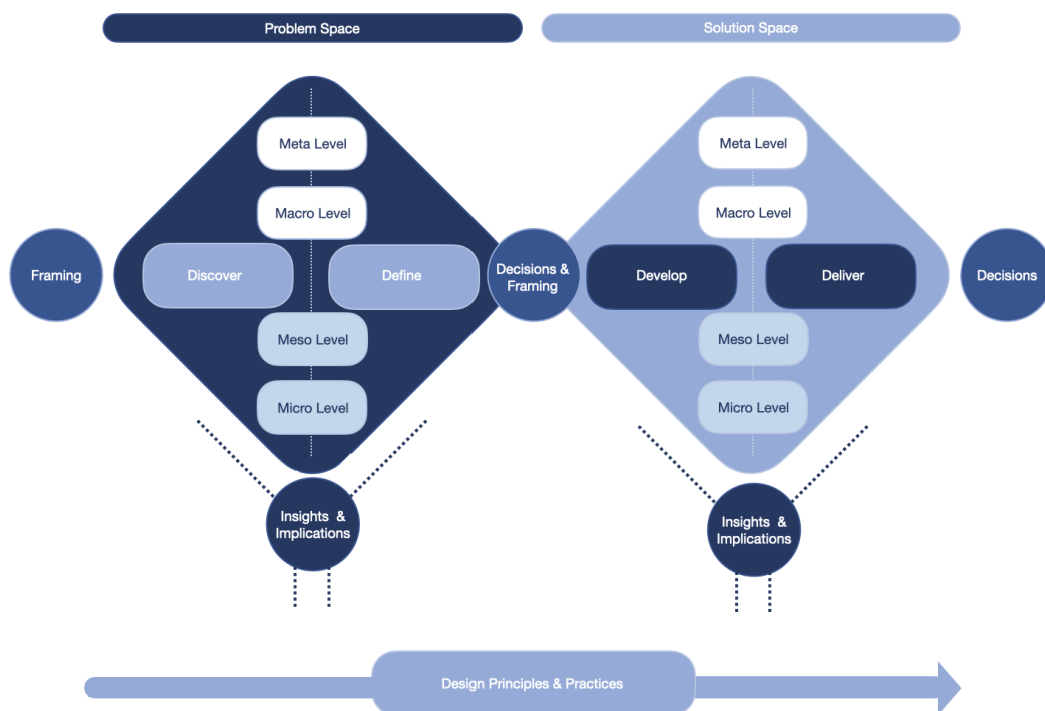 Problem Space
Solution Space
Meta Level
Macro Level
Framing
Discover
Define
Meso Level
Micro Level
Insights & 
Implications
Decisions &
Framing
Meta Level
Macro Level
Develop
Deliver
Meso Level
Micro Level
Insights &
Implications
Decisions
Design Principles & Practices